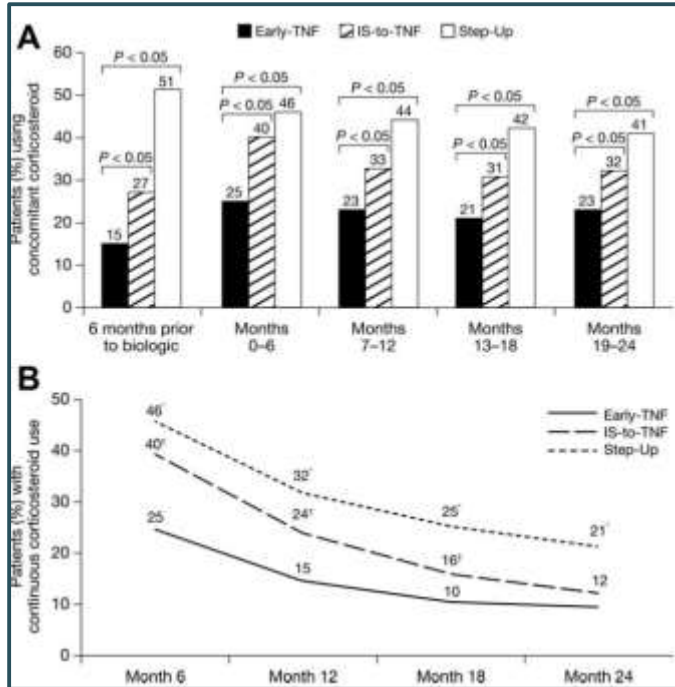 A
Early-TNF IS-to-TNF Step-Up
Patients (%) using
concomitant corticosteroid
60
50
40
30
20
10
0
P < 0.05
51
P < 0.05
27
15
P < 0.05
P < 0.05
46
40
25
P < 0.05
44
P < 0.05
33
23
P < 0.05
42
P < 0.05
31
21
P < 0.05
41
P < 0.05
32
23
6 months prior
to biologic
Months
0–6
Months
7–12
Months
13–18
Months
19–24
B
Patients (%) with
continuous corticosteroid use
50
40
30
20
10
0
Early-TNF
IS-to-TNF
Step-Up
46*
40
25
32*
24
15
25*
16
10
21*
12
Month 6
Month 12
Month 18
Month 24